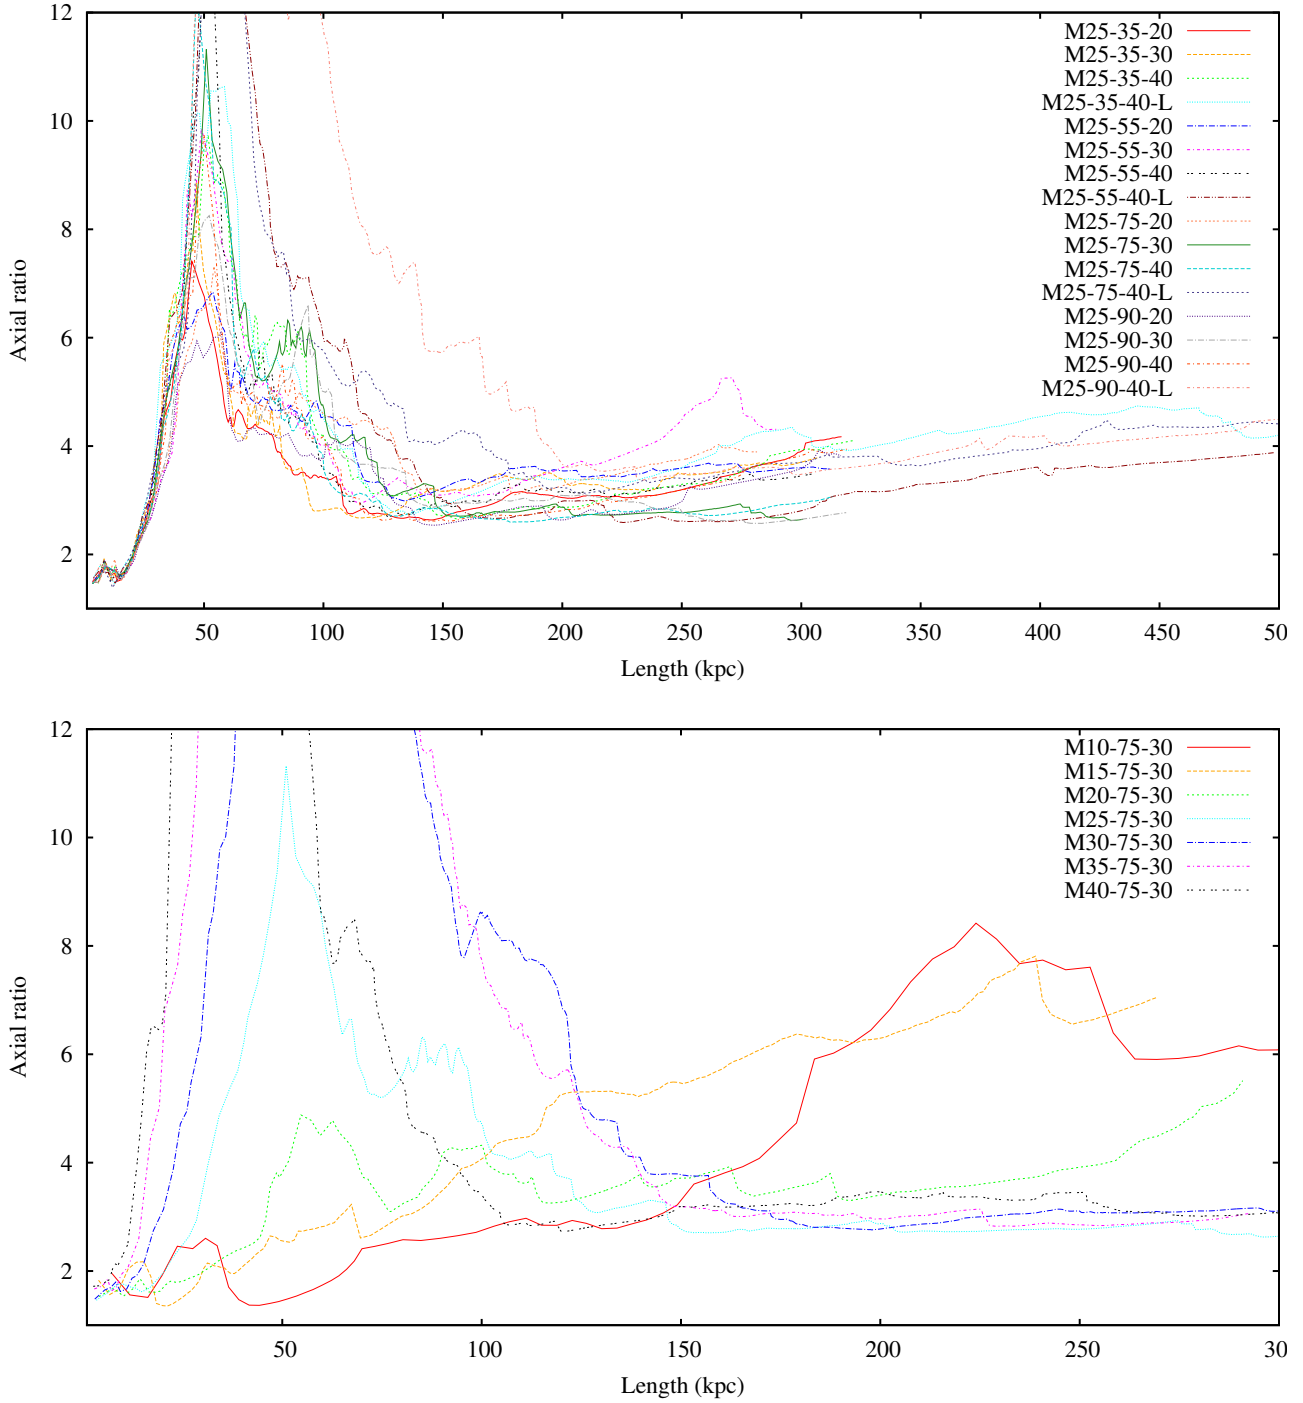 12
10
8
6
4
2
Axial ratio
M25-35-20
M25-35-30
M25-35-40
M25-35-40-L
M25-55-20
M25-55-30
M25-55-40
M25-55-40-L
M25-75-20
M25-75-30
M25-75-40
M25-75-40-L
M25-90-20
M25-90-30
M25-90-40
M25-90-40-L
50 100 150 200 250 300 350 400 450 50
Length (kpc)
12
10
8
6
4
2
Axial ratio
M10-75-30
M15-75-30
M20-75-30
M25-75-30
M30-75-30
M35-75-30
M40-75-30
50 100 150 200 250 30
Length (kpc)